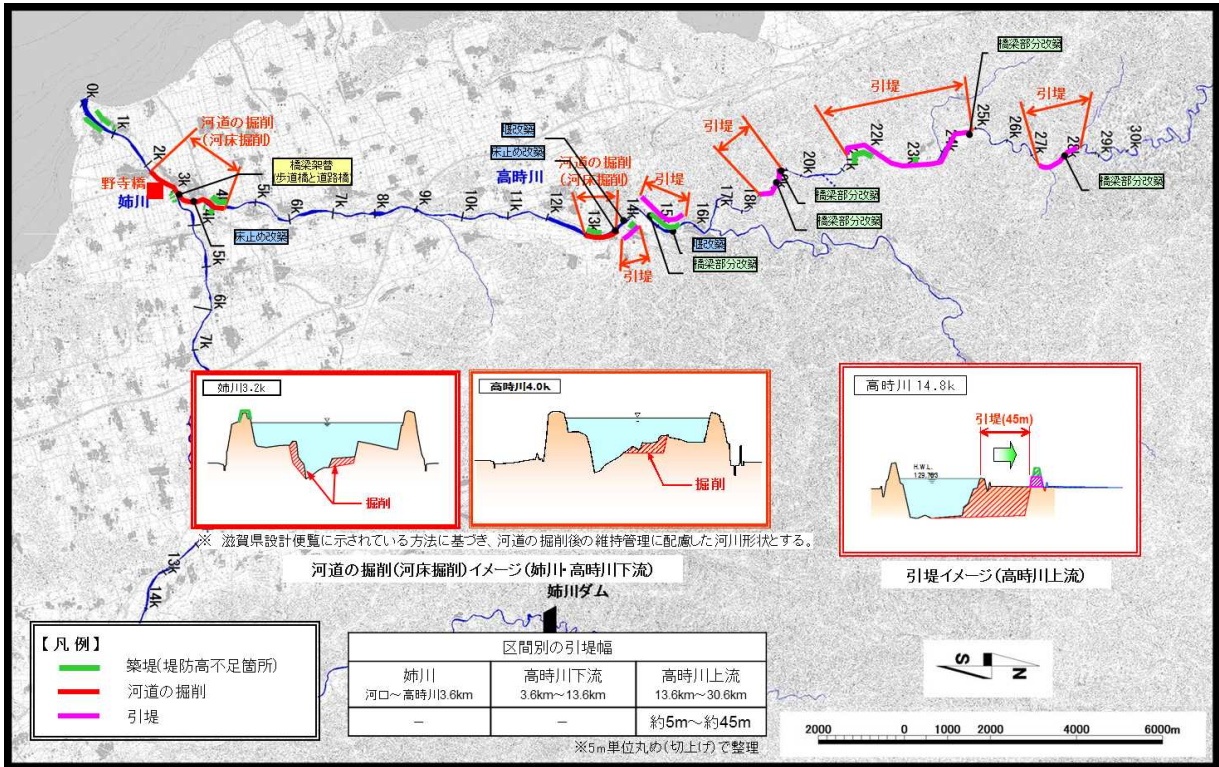 0k
1k
2k
3k
4k
4k
5k
5k
6k
6k
7k
7k
8k
9k
10k
11k
12k
13k
14k
15k
16k
17k
18k
20k
22k
23k
25k
26k
27k
29k
30k
13k
14k
河道の掘削
(河床掘削)
橋梁架替
歩道橋と道路橋
野寺橋
姉川
床止め改築
高時川
堰改築
床止め改築
河道の掘削
(河床掘削)
引堤
引堤
堰改築
橋梁部分改築
引堤
橋梁部分改築
橋梁部分改築
引堤
橋梁部分改築
引堤
橋梁部分改築
姉川3.2k
掘削
高時川4.0k
掘削
※ 滋賀県設計便覧に示されている方法に基づき、河道の掘削後の維持管理に配慮した河川形状とする。
河道の掘削(河床掘削)イメージ(姉川・高時川下流)
高時川 14.8k
引堤(45m)
H.W.L.
129.793
引堤イメージ(高時川上流)
姉川ダム
【凡例】
築堤(堤防高不足箇所)
河道の掘削
引堤
区間別の引堤幅
姉川 高時川下流 高時川上流
河口～高時川3.6km 3.6km～13.6km 13.6km～30.6km
－ － 約5m～約45m
※5m単位丸め(切上げ)で整理
S N
2000 0 2000 4000 6000m